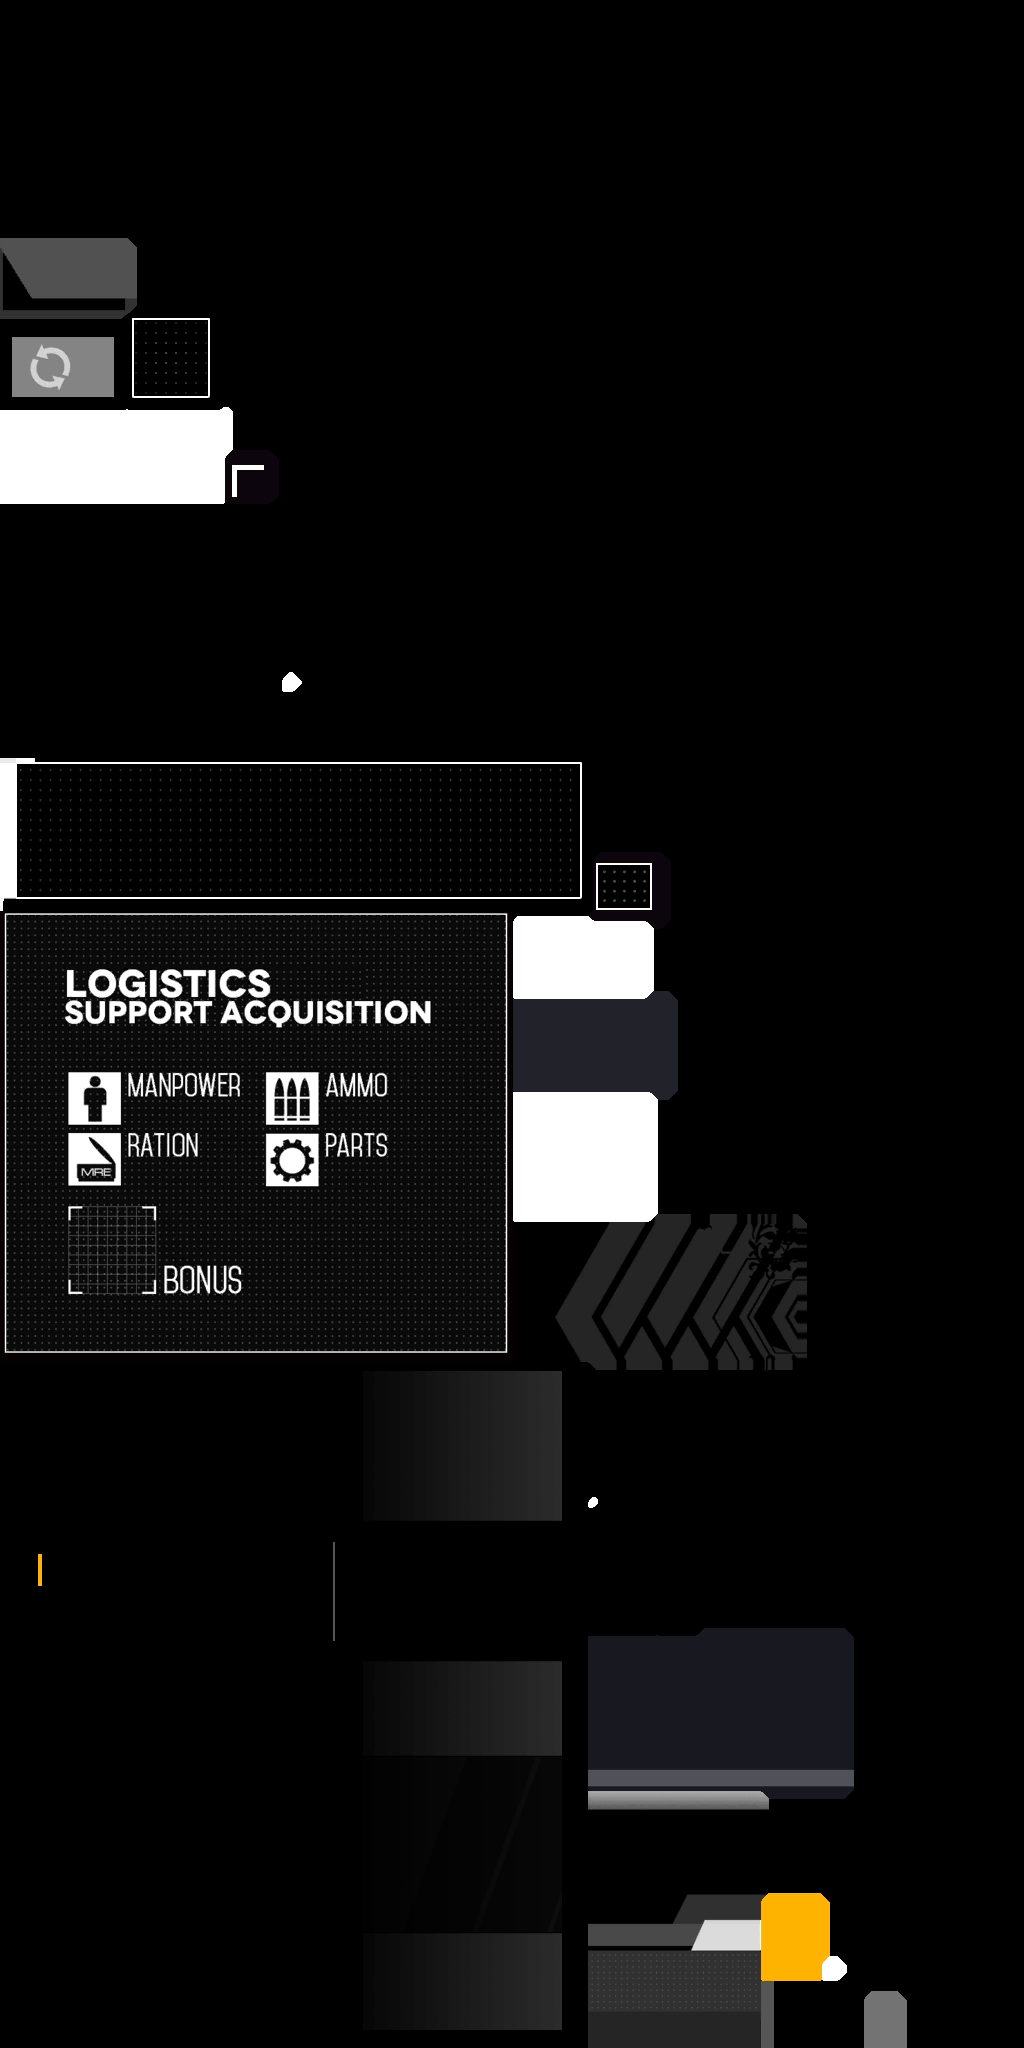 LOGISTICS
SUPPORT ACQUISITION
MANPOWER AMMO
RATION PARTS
MRE
BONUS